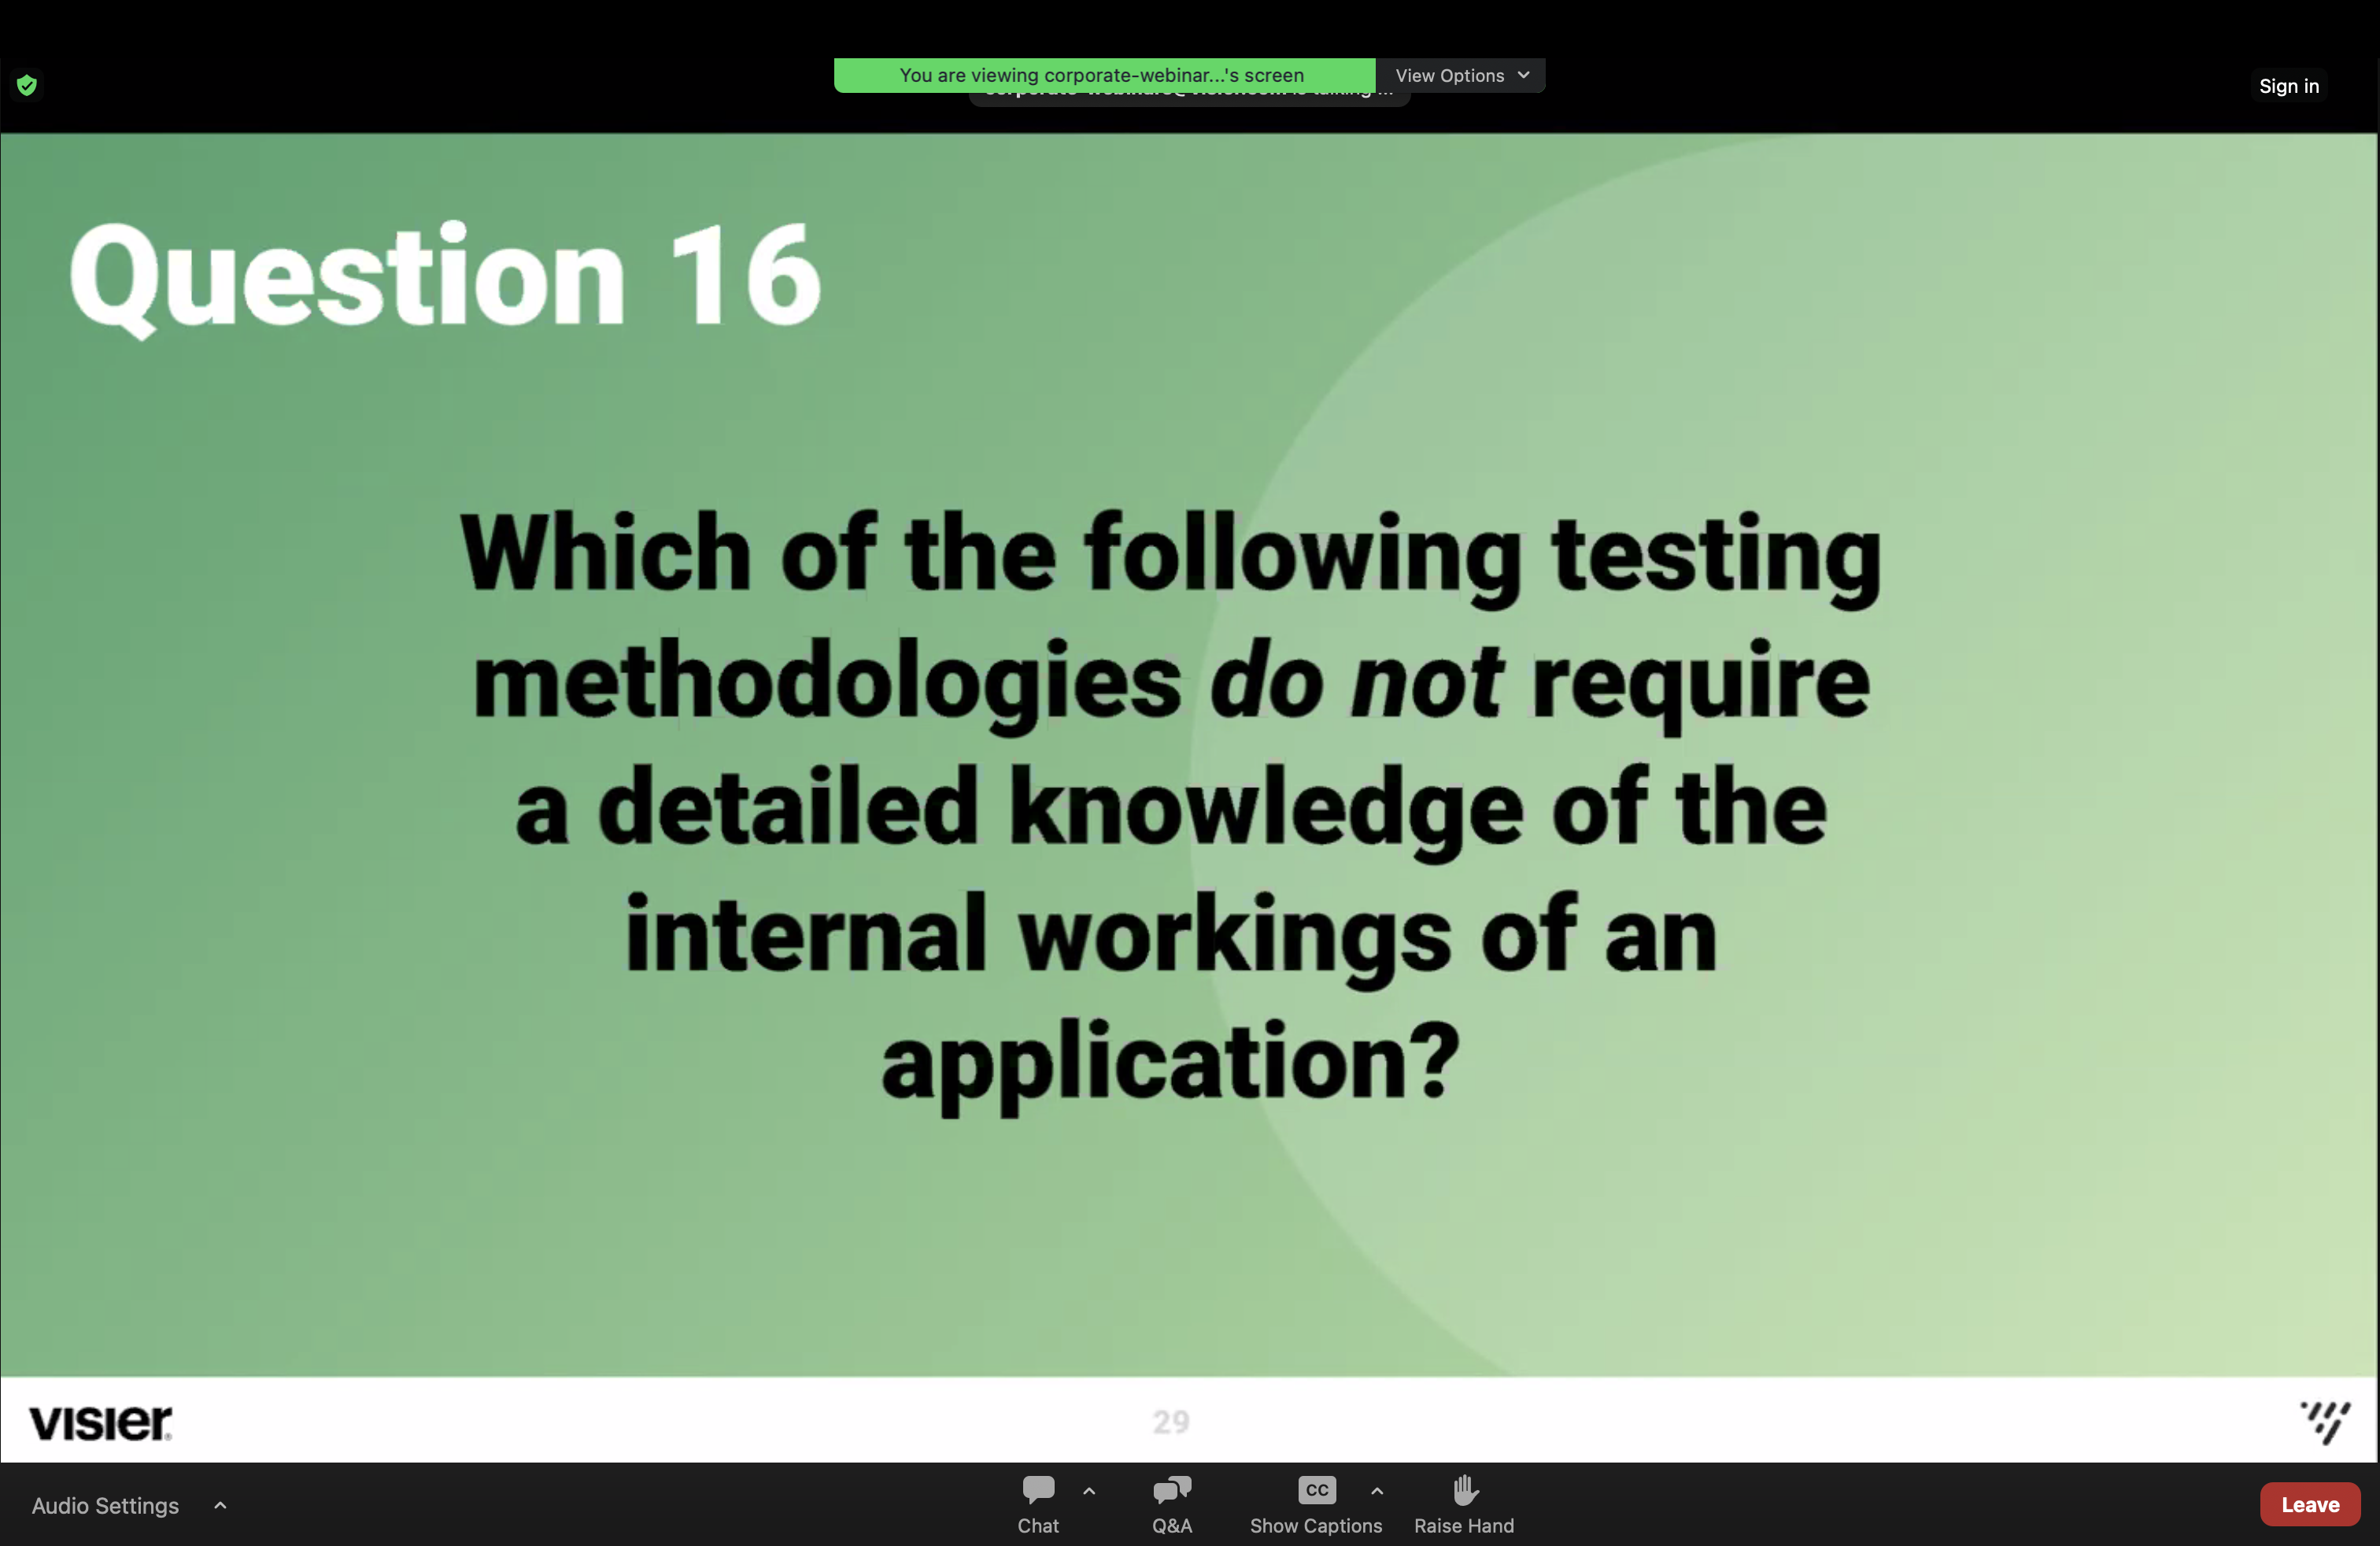 You are viewing corporate-webinar...'s screen
View Options
Sign in
Question 16
Which of the following testing
methodologies do not require
a detailed knowledge of the
internal workings of an
application?
VISIER
29
Audio Settings
Chat
Q&A
CC
Show Captions
Raise Hand
Leave